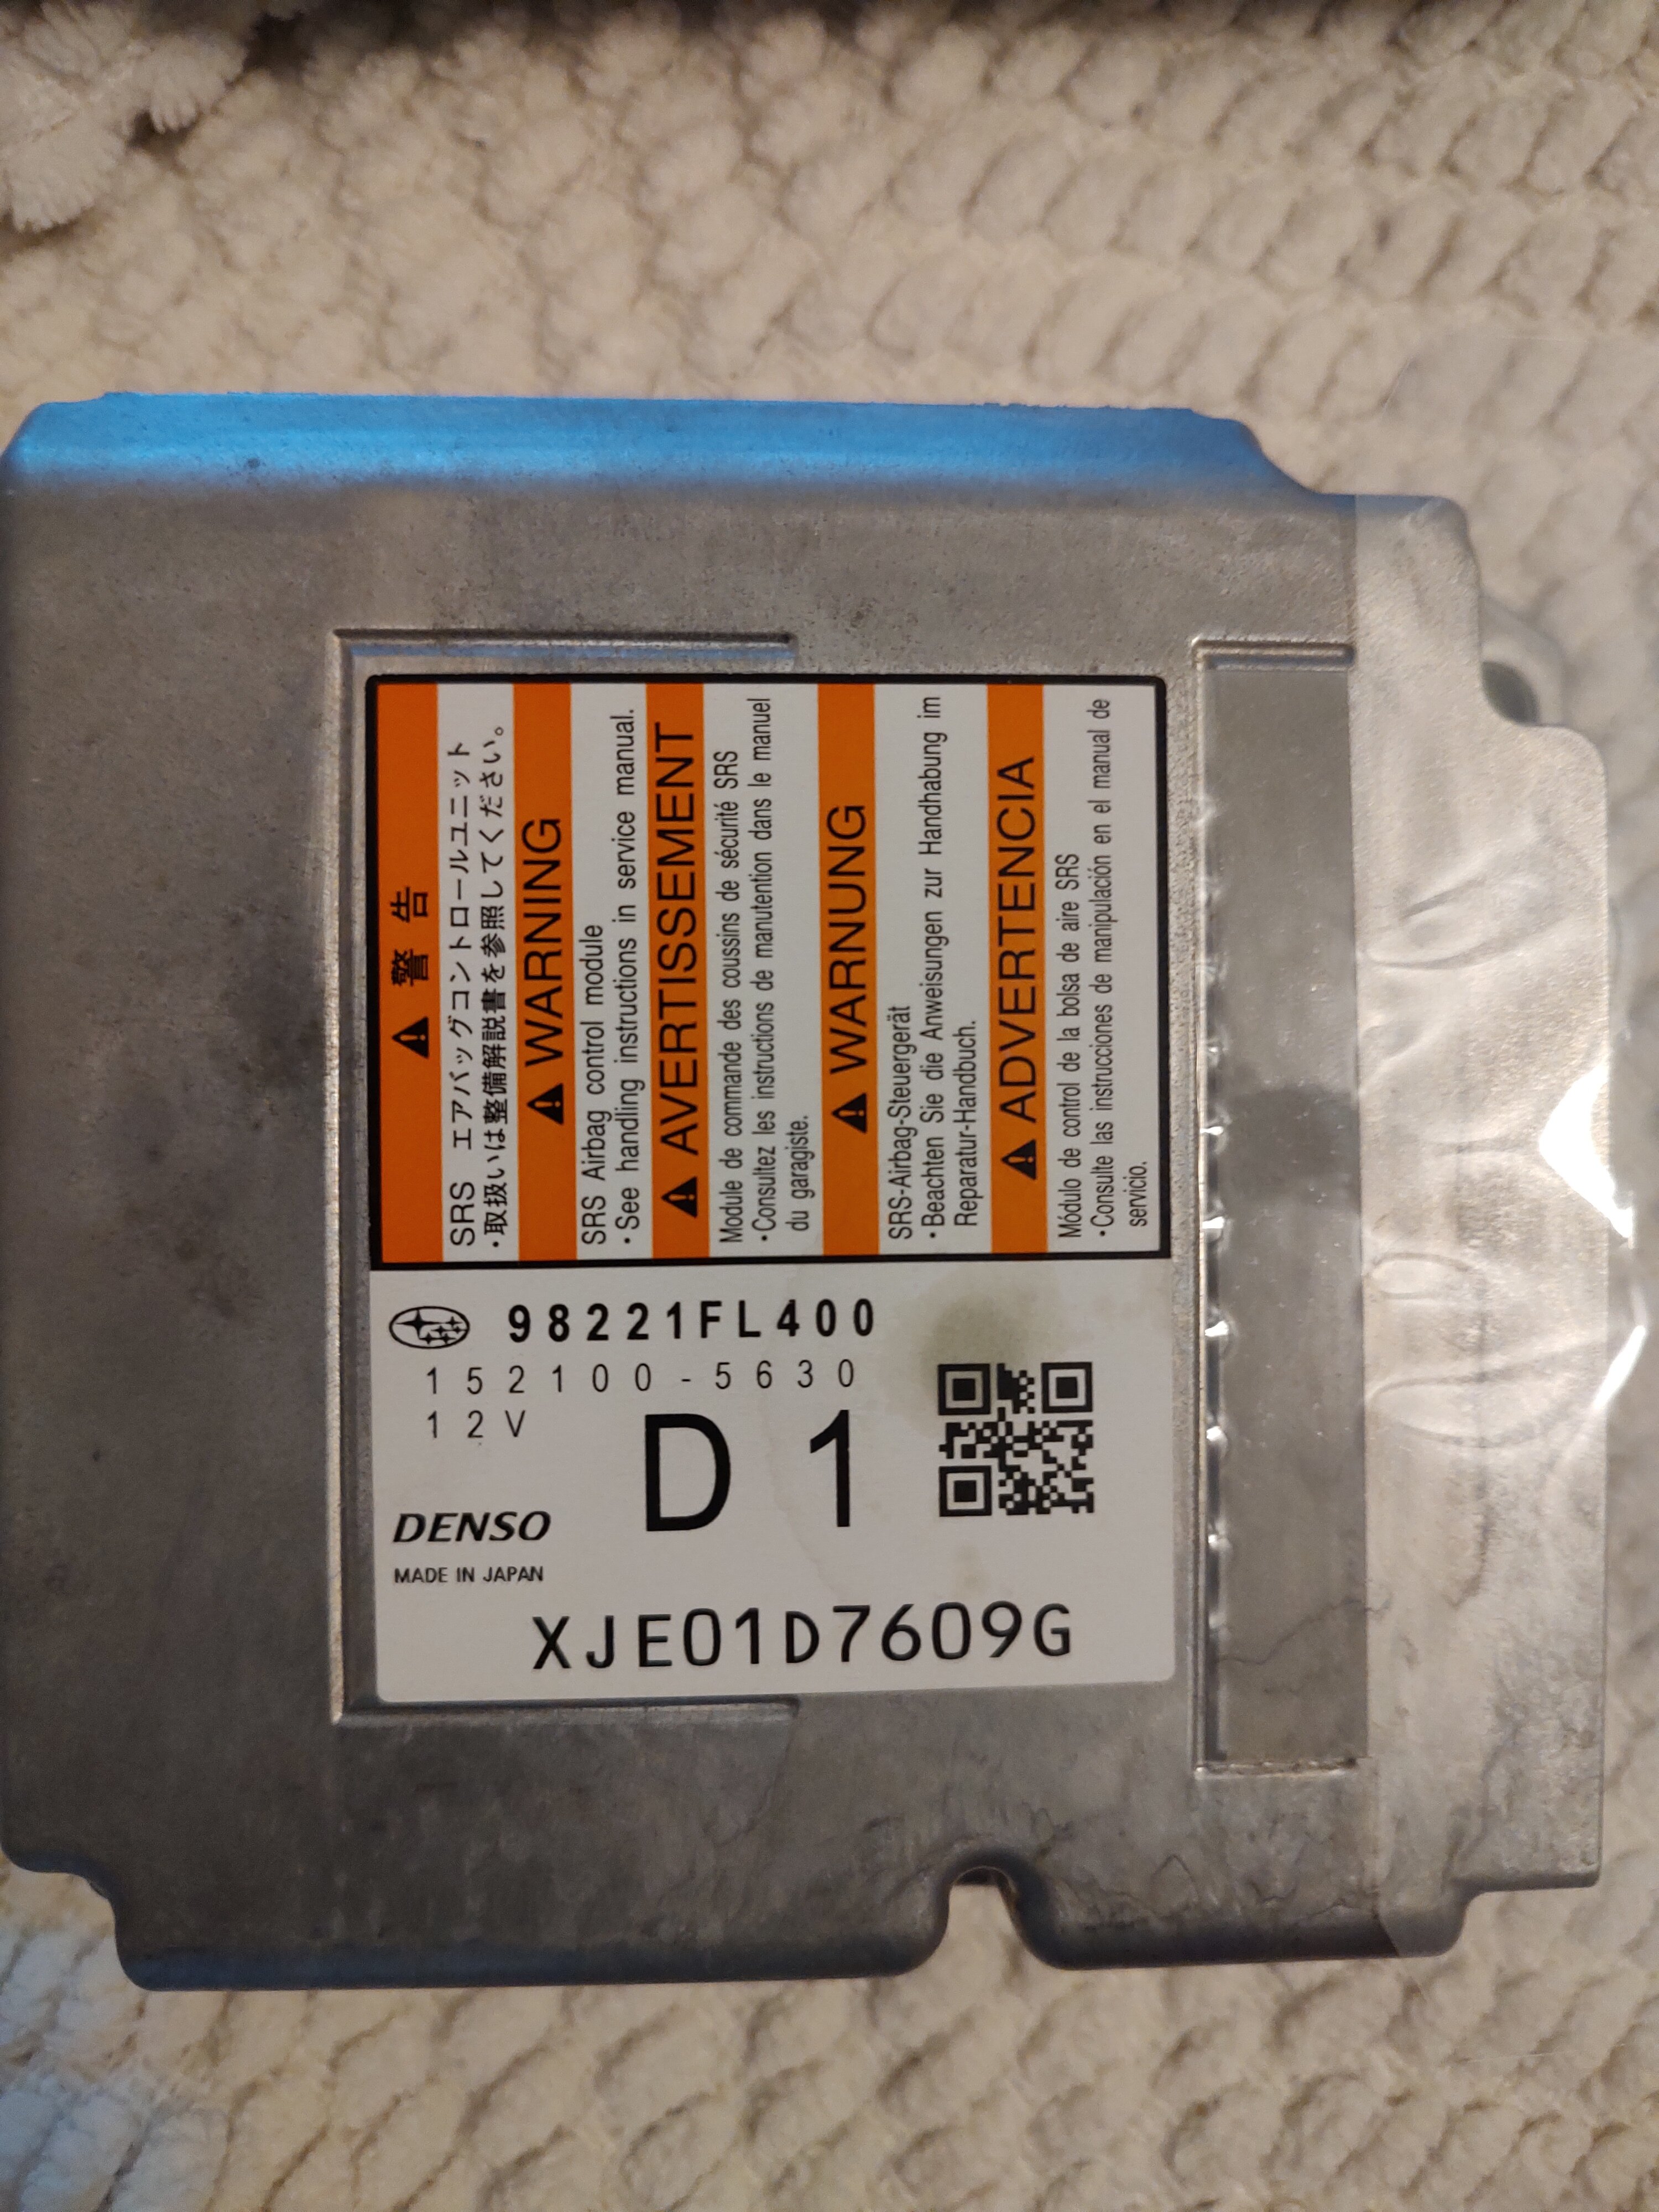 ⚠ 警告
SRS エアバッグコントロールユニット
・取扱いは整備解説書を参照してください。
⚠ WARNING
SRS Airbag control module
・See handling instructions in service manual.
⚠ AVERTISSEMENT
Module de commande des coussins de sécurité SRS
・Consultez les instructions de manutention dans le manuel
du garagiste.
⚠ WARNUNG
SRS-Airbag-Steuergerät
・Beachten Sie die Anweisungen zur Handhabung im
Reparatur-Handbuch.
⚠ ADVERTENCIA
Módulo de control de la bolsa de aire SRS
・Consulte las instrucciones de manipulación en el manual de
servicio.
98221FL400
152100-5630
12V
D1
DENSO
MADE IN JAPAN
XJE01D7609G